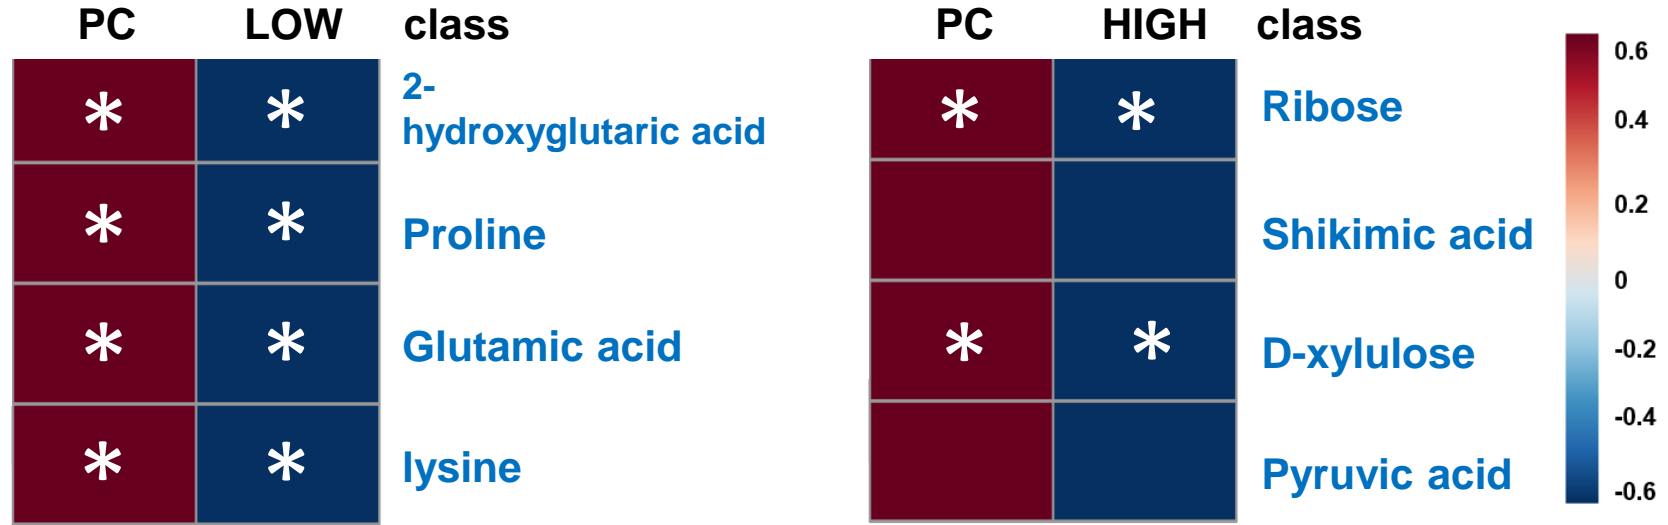 PC LOW class
* * 2-
hydroxyglutaric acid
* * Proline
* * Glutamic acid
* * lysine
PC HIGH class
* * Ribose
Shikimic acid
* * D-xylulose
Pyruvic acid
0.6
0.4
0.2
0
-0.2
-0.4
-0.6